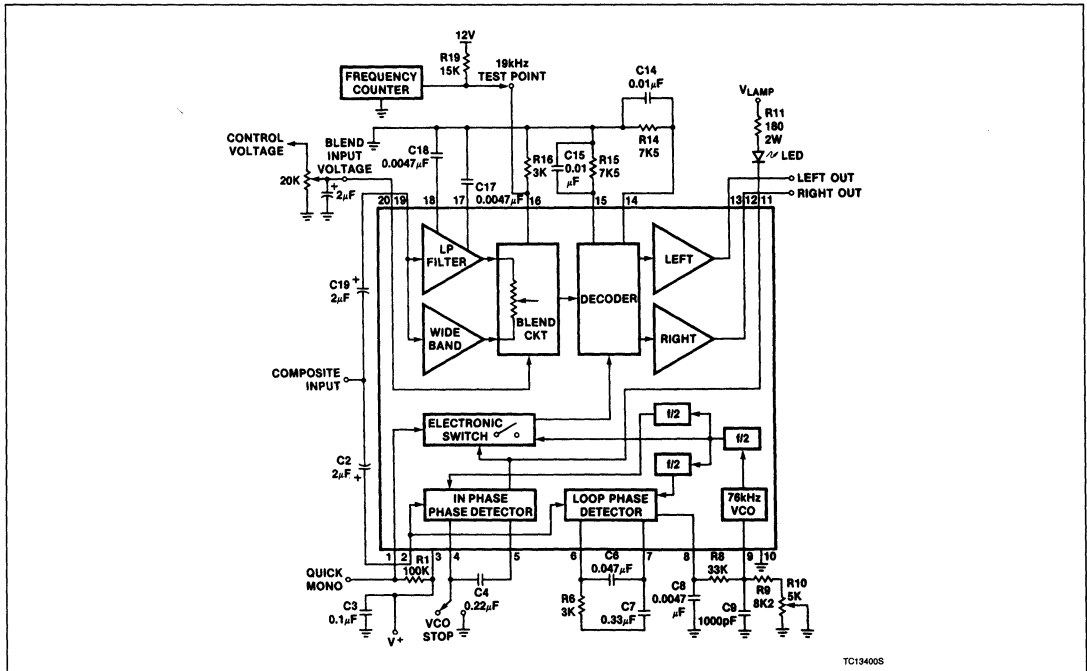 12V
R19
15K
19kHz
TEST POINT
FREQUENCY
COUNTER
C14
0.01µF
VLAMP
R11
180
2W
LED
CONTROL
VOLTAGE
BLEND
INPUT
VOLTAGE
C18
0.0047µF
R16
3K
C15
0.01
µF
R15
7K5
R14
7K5
20K
2µF
C17
0.0047µF
LEFT OUT
RIGHT OUT
20 19 18 17 16 15 14 13 12 11
LP
FILTER
LEFT
C19
2µF
BLEND
CKT
DECODER
WIDE
BAND
RIGHT
COMPOSITE
INPUT
ELECTRONIC
SWITCH
f/2
f/2
f/2
C2
2µF
IN PHASE
PHASE DETECTOR
LOOP PHASE
DETECTOR
76kHz
VCO
1 2 3 4 5 6 7 8 9 10
QUICK
MONO
R1
100K
C3
0.1µF
V+
C4
0.22µF
VCO
STOP
C6
0.047µF
R6
3K
C7
0.33µF
C8
0.0047
µF
R8
33K
C9
1000pF
R9
8K2
R10
5K
TC13400S